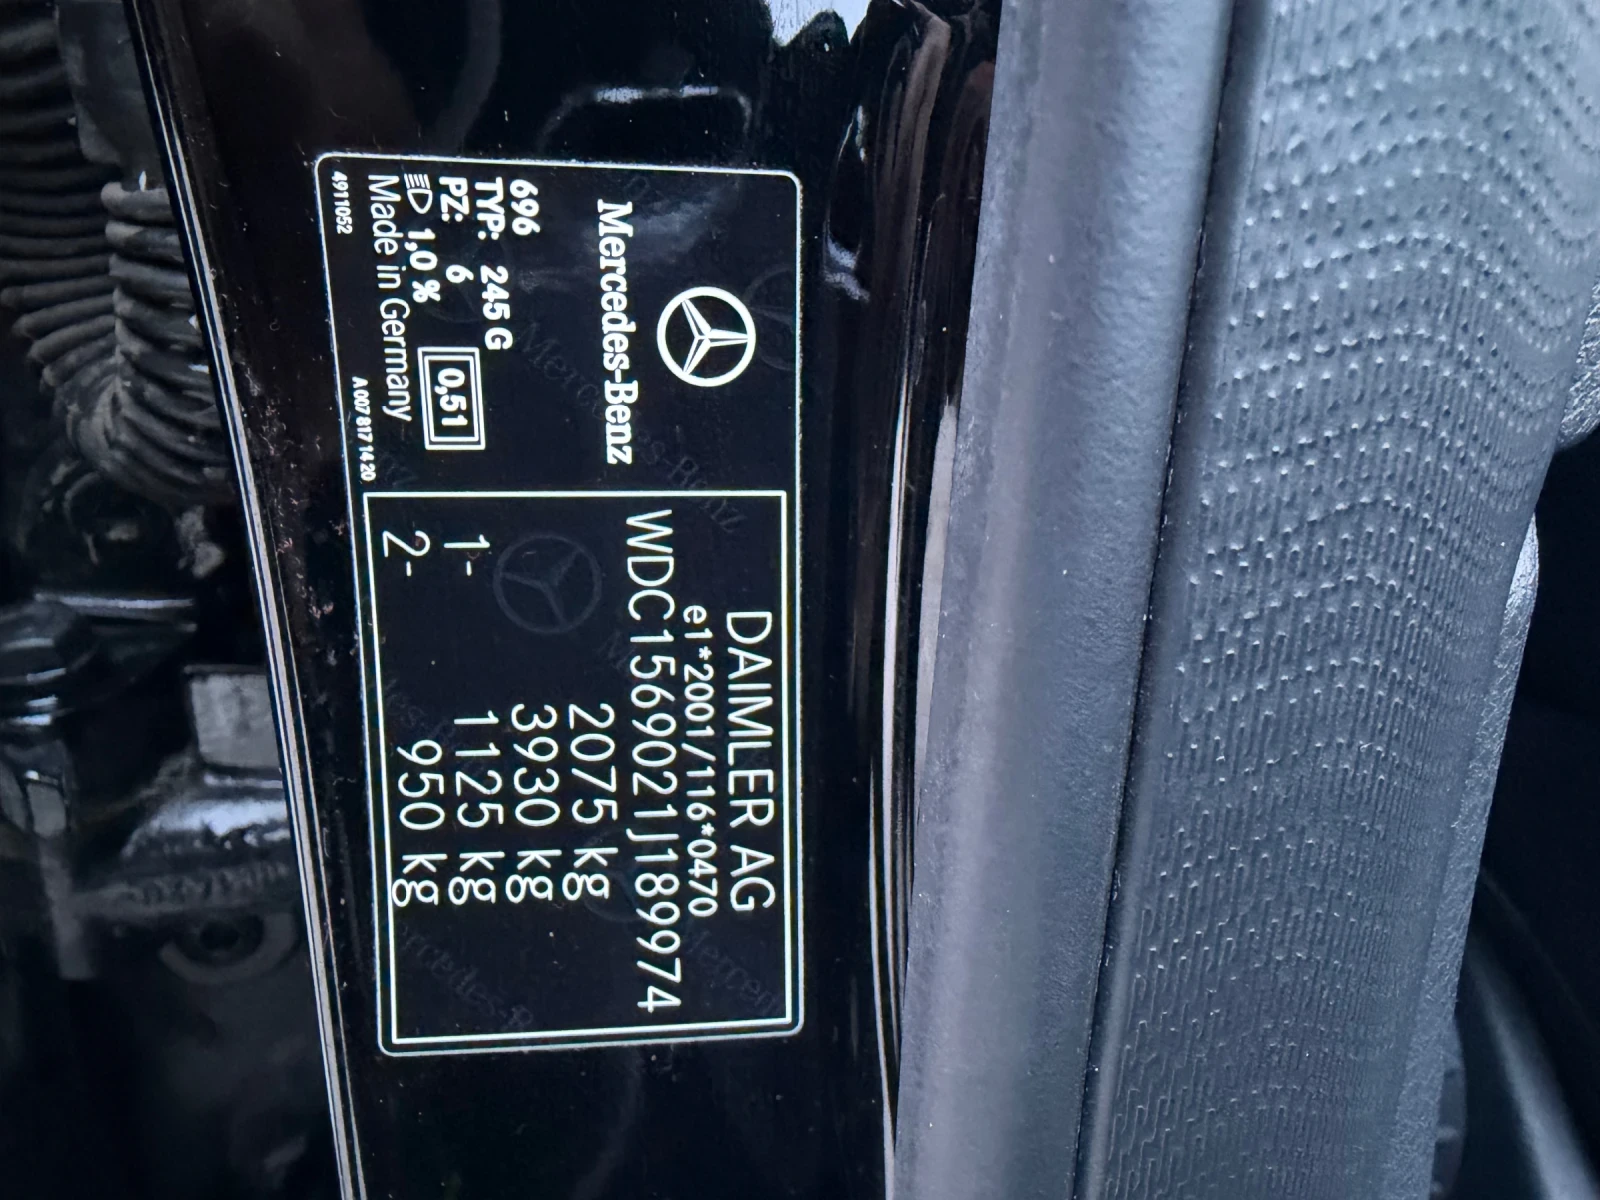 Mercedes-Benz
696
TYP: 245 G
PZ: 6
1,0 %
0,51
Made in Germany
4911052
A 007 817 14 20
DAIMLER AG
e1*2001/116*0470
WDC1569021J189974
2075 kg
3930 kg
1- 1125 kg
2- 950 kg